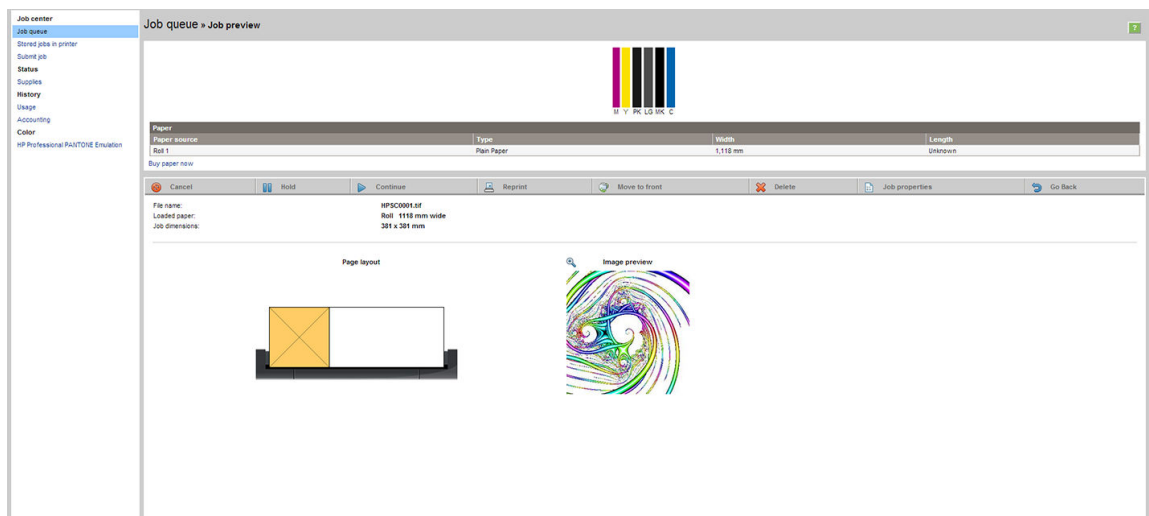 Job center
Job queue
Stored jobs in printer
Submit job
Status
Supplies
History
Usage
Accounting
Color
HP Professional PANTONE Emulation
Job queue » Job preview
?
M Y PK LG MK C
Paper
Paper source Type Width Length
Roll 1 Plain Paper 1,118 mm Unknown
Buy paper now
Cancel Hold Continue Reprint Move to front Delete Job properties Go Back
File name: HPSC0001.tif
Loaded paper: Roll 1118 mm wide
Job dimensions: 381 x 381 mm
Page layout Image preview